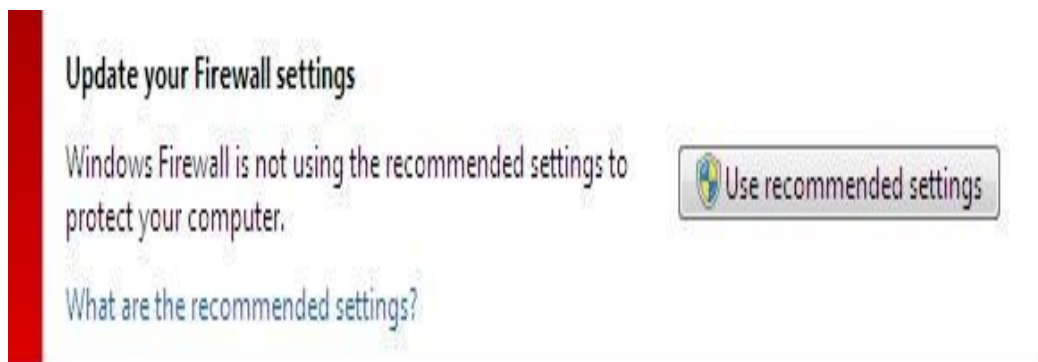 Update your Firewall settings
Windows Firewall is not using the recommended settings to
protect your computer.
Use recommended settings
What are the recommended settings?